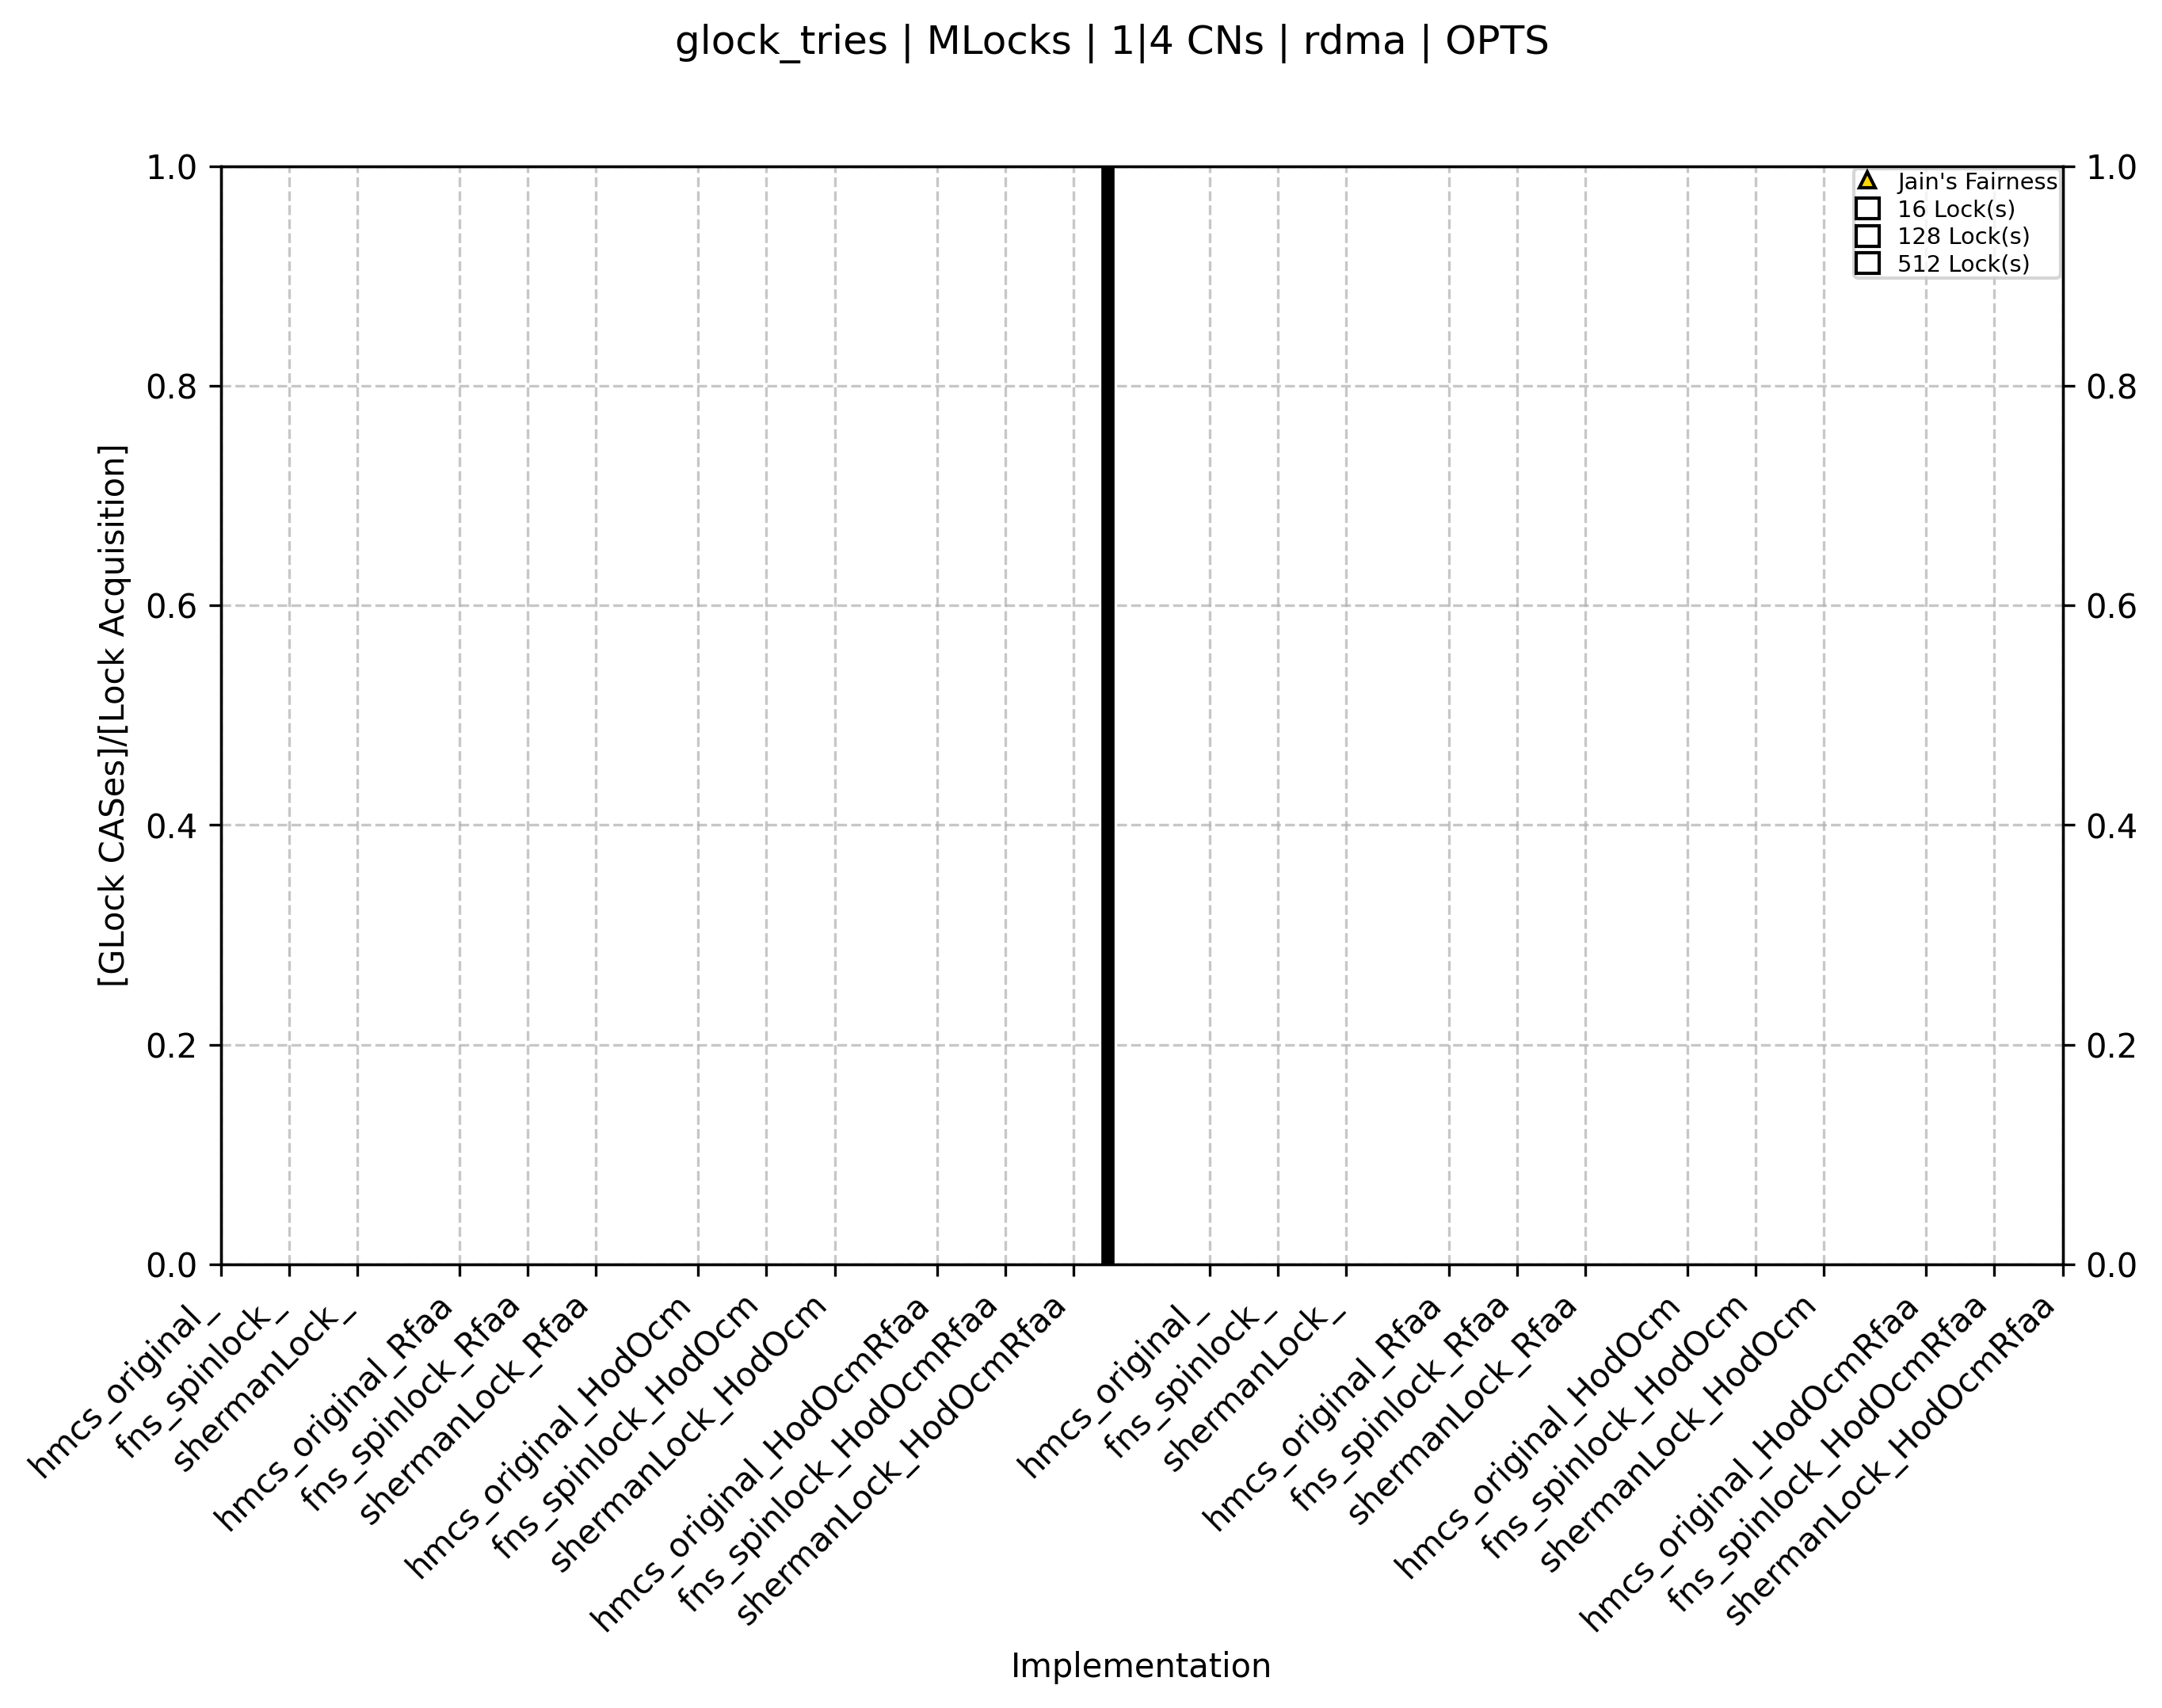 glock_tries | MLocks | 1|4 CNs | rdma | OPTS
1.0
0.8
0.6
0.4
0.2
0.0
[GLock CASes]/[Lock Acquisition]
1.0
0.8
0.6
0.4
0.2
0.0
Jain's Fairness
16 Lock(s)
128 Lock(s)
512 Lock(s)
hmcs_original_
fns_spinlock_
shermanLock_
hmcs_original_Rfaa
fns_spinlock_Rfaa
shermanLock_Rfaa
hmcs_original_HodOcm
fns_spinlock_HodOcm
shermanLock_HodOcm
hmcs_original_HodOcmRfaa
fns_spinlock_HodOcmRfaa
shermanLock_HodOcmRfaa
hmcs_original_
fns_spinlock_
shermanLock_
hmcs_original_Rfaa
fns_spinlock_Rfaa
shermanLock_Rfaa
hmcs_original_HodOcm
fns_spinlock_HodOcm
shermanLock_HodOcm
hmcs_original_HodOcmRfaa
fns_spinlock_HodOcmRfaa
shermanLock_HodOcmRfaa
Implementation